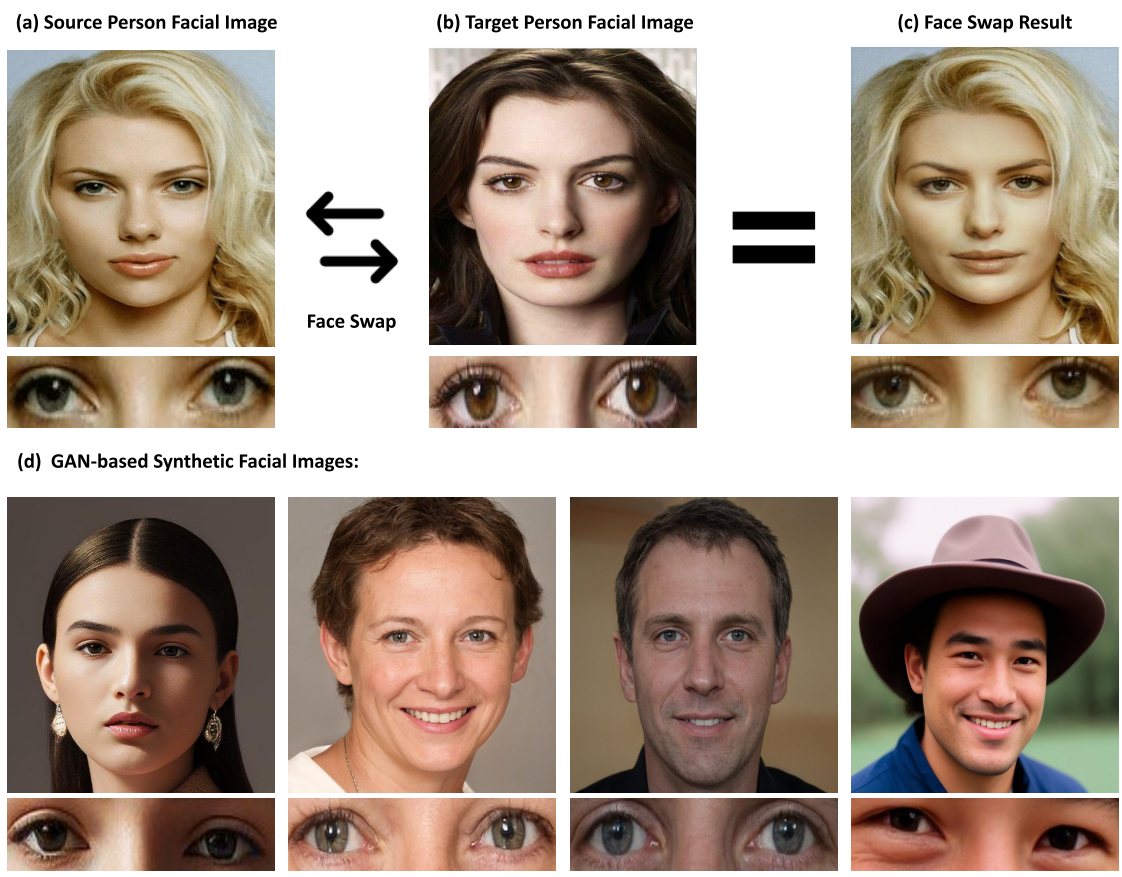 (a) Source Person Facial Image
(b) Target Person Facial Image
(c) Face Swap Result
Face Swap
(d) GAN-based Synthetic Facial Images: